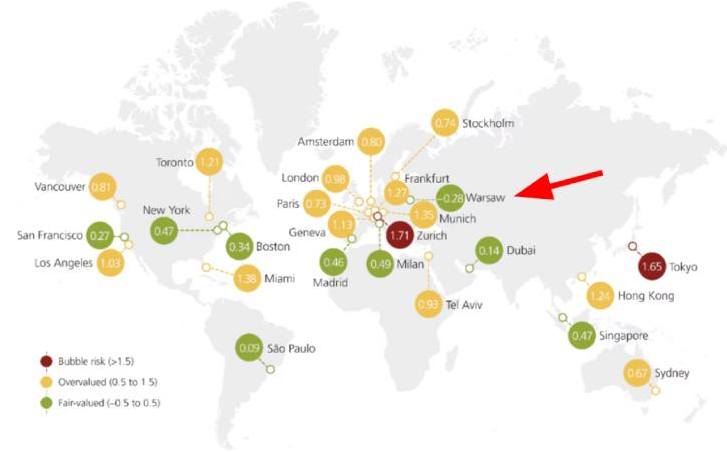 Stockholm
0.74
Amsterdam
0.80
Toronto
1.21
London
0.98
Frankfurt
1.27
Vancouver
0.81
−0.28
Warsaw
Paris
0.73
New York
0.47
1.35
Munich
Geneva
1.13
San Francisco
0.27
1.71
Zurich
0.34
Boston
0.14
Dubai
Los Angeles
1.03
0.46
Madrid
0.49
Milan
1.65
Tokyo
1.38
Miami
0.93
Tel Aviv
1.24
Hong Kong
0.47
Singapore
0.09
São Paulo
0.67
Sydney
Bubble risk (>1.5)
Overvalued (0.5 to 1.5)
Fair-valued (−0.5 to 0.5)